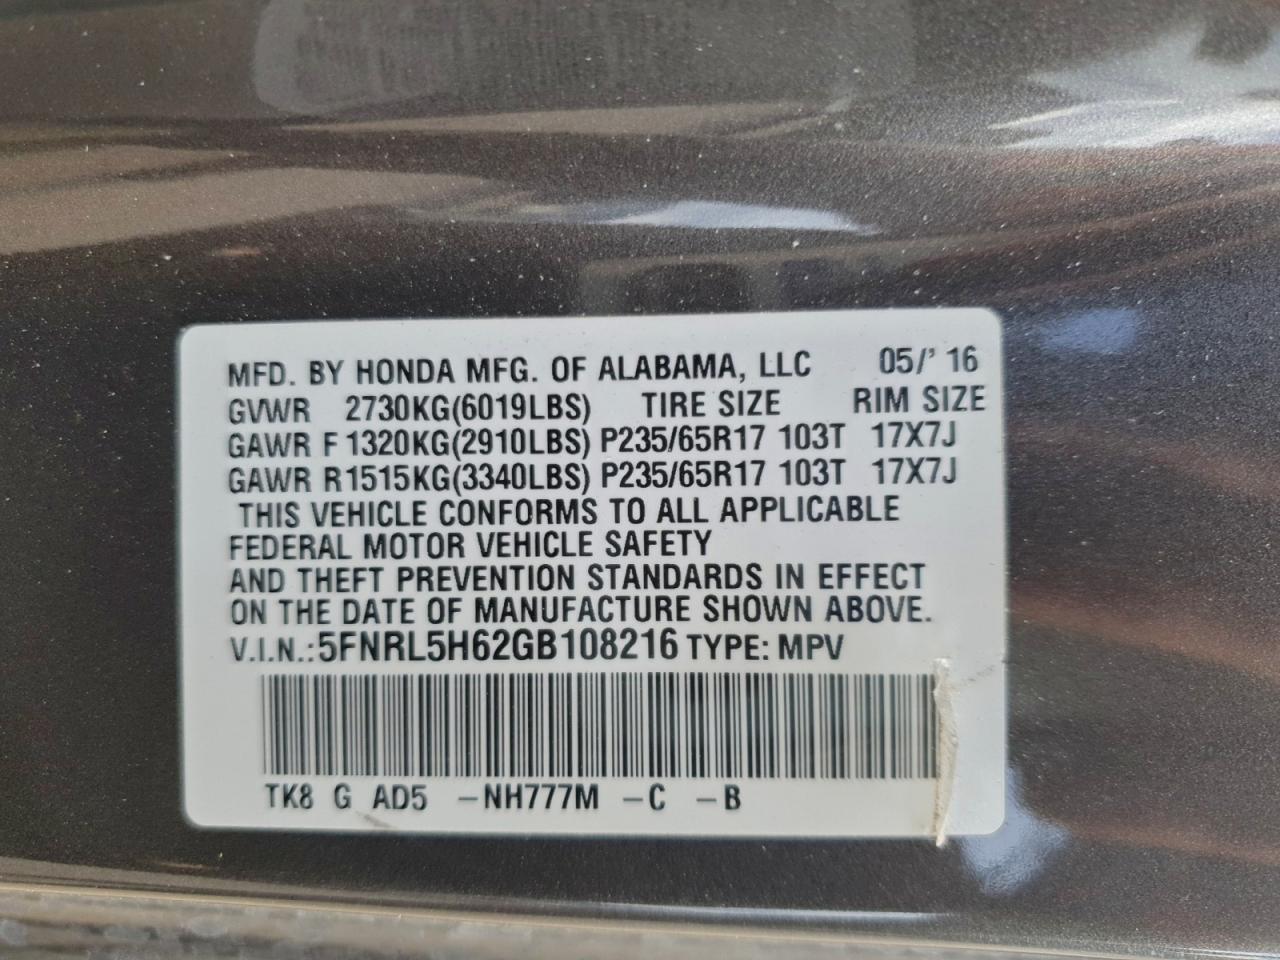 MFD. BY HONDA MFG. OF ALABAMA, LLC 05/' 16
GVWR 2730KG(6019LBS) TIRE SIZE RIM SIZE
GAWR F 1320KG(2910LBS) P235/65R17 103T 17X7J
GAWR R1515KG(3340LBS) P235/65R17 103T 17X7J
THIS VEHICLE CONFORMS TO ALL APPLICABLE
FEDERAL MOTOR VEHICLE SAFETY
AND THEFT PREVENTION STANDARDS IN EFFECT
ON THE DATE OF MANUFACTURE SHOWN ABOVE.
V.I.N.:5FNRL5H62GB108216 TYPE: MPV
TK8 G AD5 –NH777M –C –B